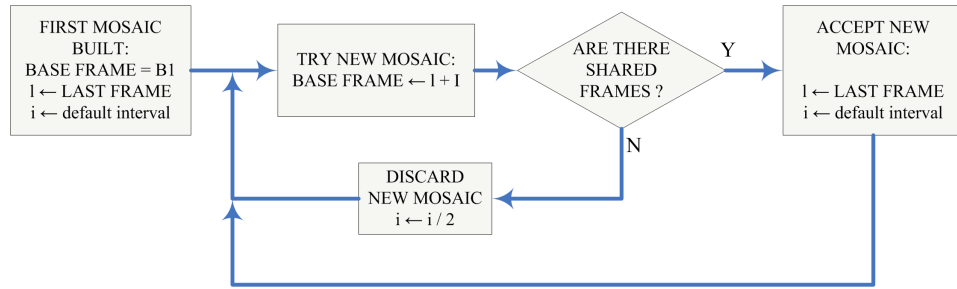 FIRST MOSAIC
BUILT:
BASE FRAME = B1
l ← LAST FRAME
i ← default interval
TRY NEW MOSAIC:
BASE FRAME ← l + I
ARE THERE
SHARED
FRAMES ?
Y
ACCEPT NEW
MOSAIC:
l ← LAST FRAME
i ← default interval
N
DISCARD
NEW MOSAIC
i ← i / 2